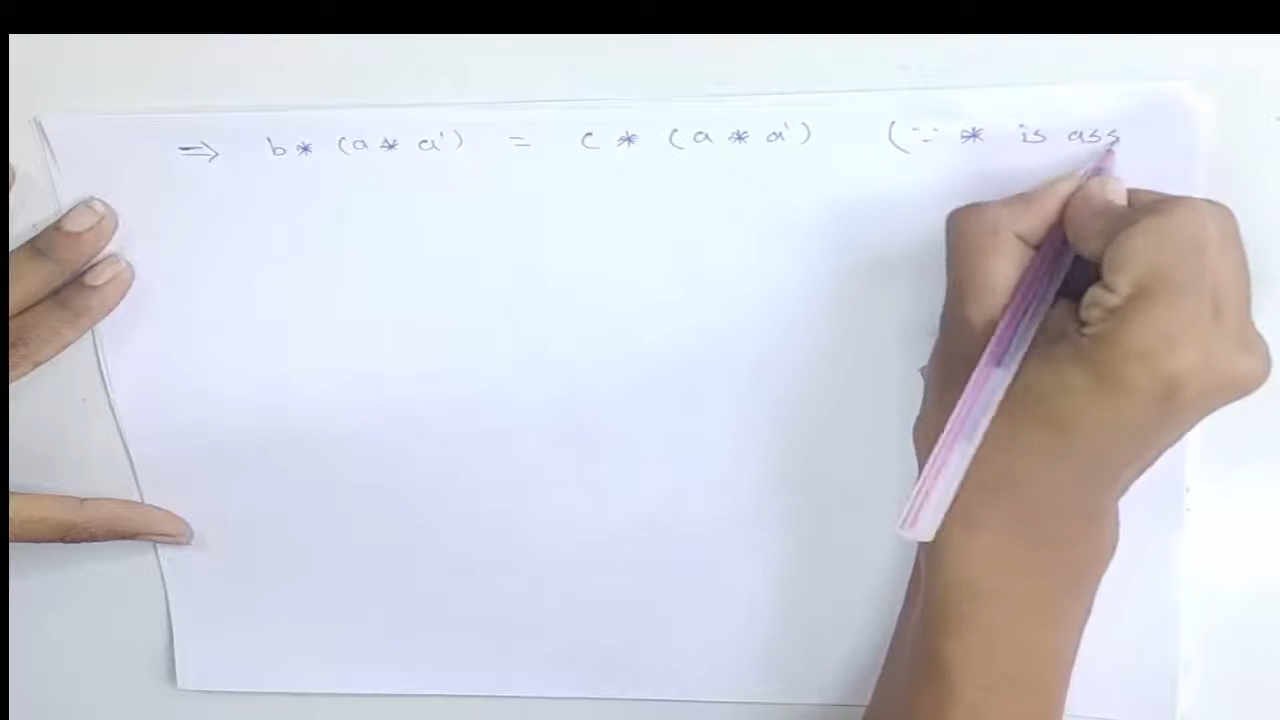 ⇒ b * (a * a') = c * (a * a') (∵ * is ass